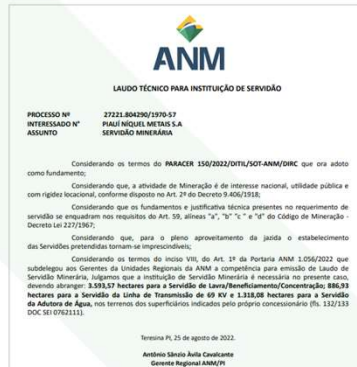 ANM
LAUDO TÉCNICO PARA INSTITUIÇÃO DE SERVIDÃO
PROCESSO Nº 27221.804290/1970-57
INTERESSADO N° PIAUÍ NÍQUEL METAIS S.A
ASSUNTO SERVIDÃO MINERÁRIA
Considerando os termos do PARACER 150/2022/DITIL/SOT-ANM/DIRC que ora adoto
como fundamento;
Considerando que, a atividade de Mineração é de interesse nacional, utilidade pública e
com rigidez locacional, conforme disposto no Art. 2º do Decreto 9.406/1918;
Considerando que os fundamentos e justificativa técnica presentes no requerimento de
servidão se enquadram nos requisitos do Art. 59, alíneas "a", "b" "c" e "d" do Código de Mineração -
Decreto Lei 227/1967;
Considerando que, para o pleno aproveitamento da jazida o estabelecimento
das Servidões pretendidas tornam-se imprescindíveis;
Considerando os termos do inciso VIII, do Art. 1º da Portaria ANM 1.056/2022 que
subdelegou aos Gerentes da Unidades Regionais da ANM a competência para emissão de Laudo de
Servidão Minerária, Julgamos que a instituição de Servidão Minerária é necessária no presente caso,
devendo abranger: 3.593,57 hectares para a Servidão de Lavra/Beneficiamento/Concentração; 886,93
hectares para a Servidão da Linha de Transmissão de 69 KV e 1.318,08 hectares para a Servidão
da Adutora de Água, nos terrenos dos superficiários indicados pelo próprio concessionário (fls. 132/133
DOC SEI 0762111).
Teresina PI, 25 de agosto de 2022.
Antônio Sânzio Ávila Cavalcante
Gerente Regional ANM/PI